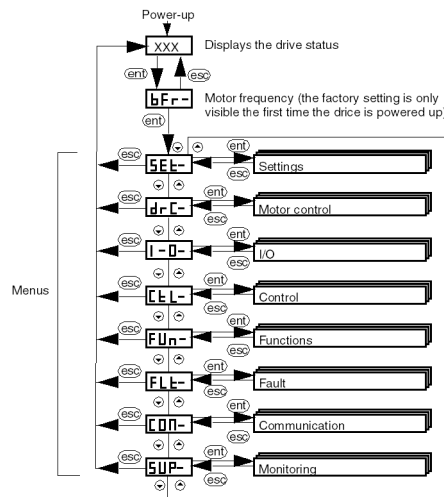 Power-up
XXX
Displays the drive status
ent
esc
bFr-
Motor frequency (the factory setting is only
visible the first time the drice is powered up)
ent
esc
SEt-
ent
esc
Settings
esc
drC-
ent
esc
Motor control
esc
I-O-
ent
esc
I/O
Menus
esc
CtL-
ent
esc
Control
esc
FUn-
ent
esc
Functions
esc
FLt-
ent
esc
Fault
esc
COM-
ent
esc
Communication
esc
SUP-
ent
esc
Monitoring